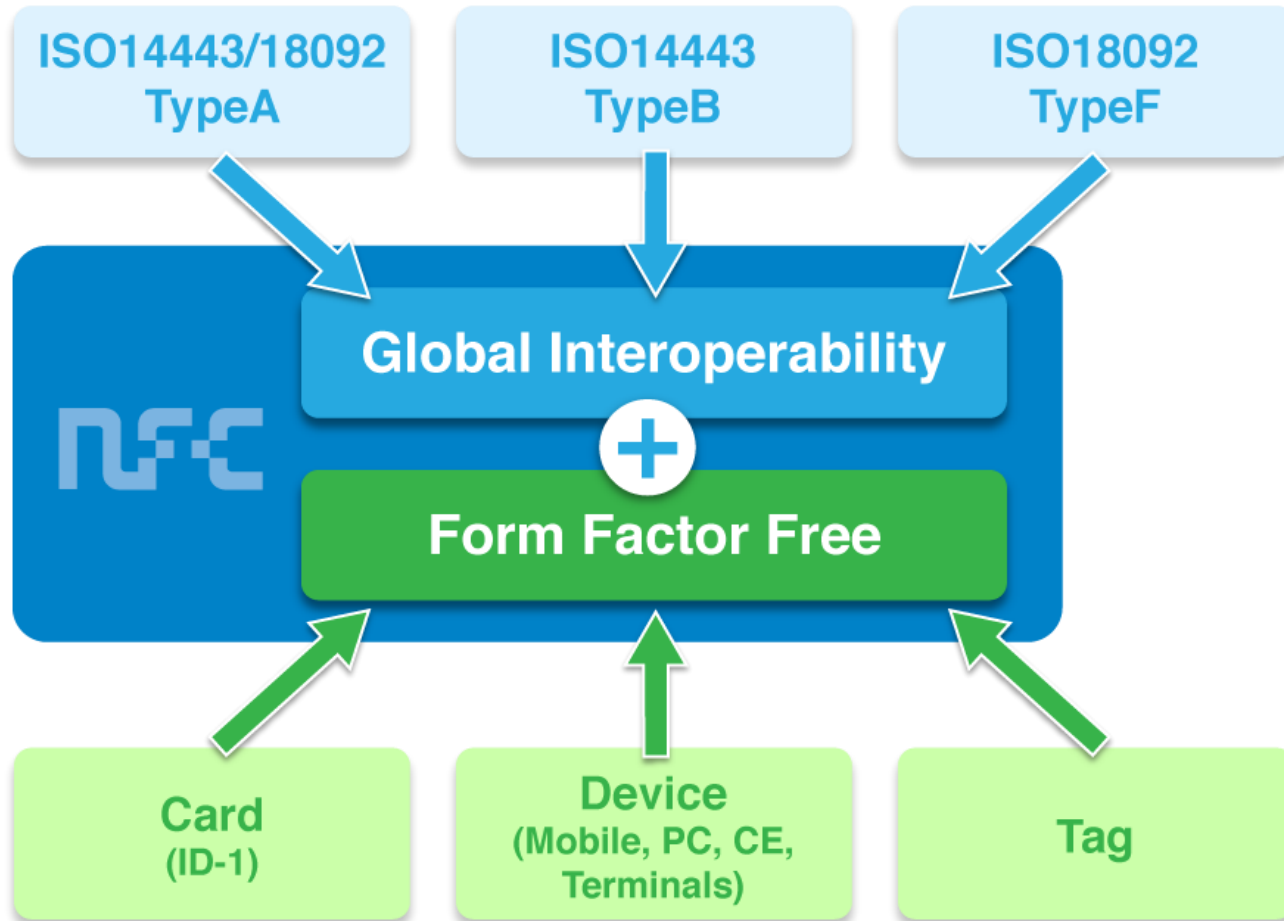 ISO14443/18092
TypeA
ISO14443
TypeB
ISO18092
TypeF
Global Interoperability
NFC
+
Form Factor Free
Card
(ID-1)
Device
(Mobile, PC, CE,
Terminals)
Tag